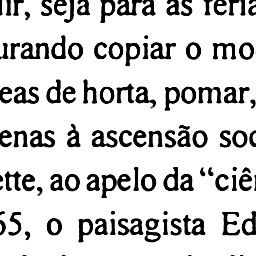 ir, seja para as féria
urando copiar o mo
eas de horta, pomar,
enas à ascensão soc
ette, ao apelo da “ciên
65, o paisagista Ed